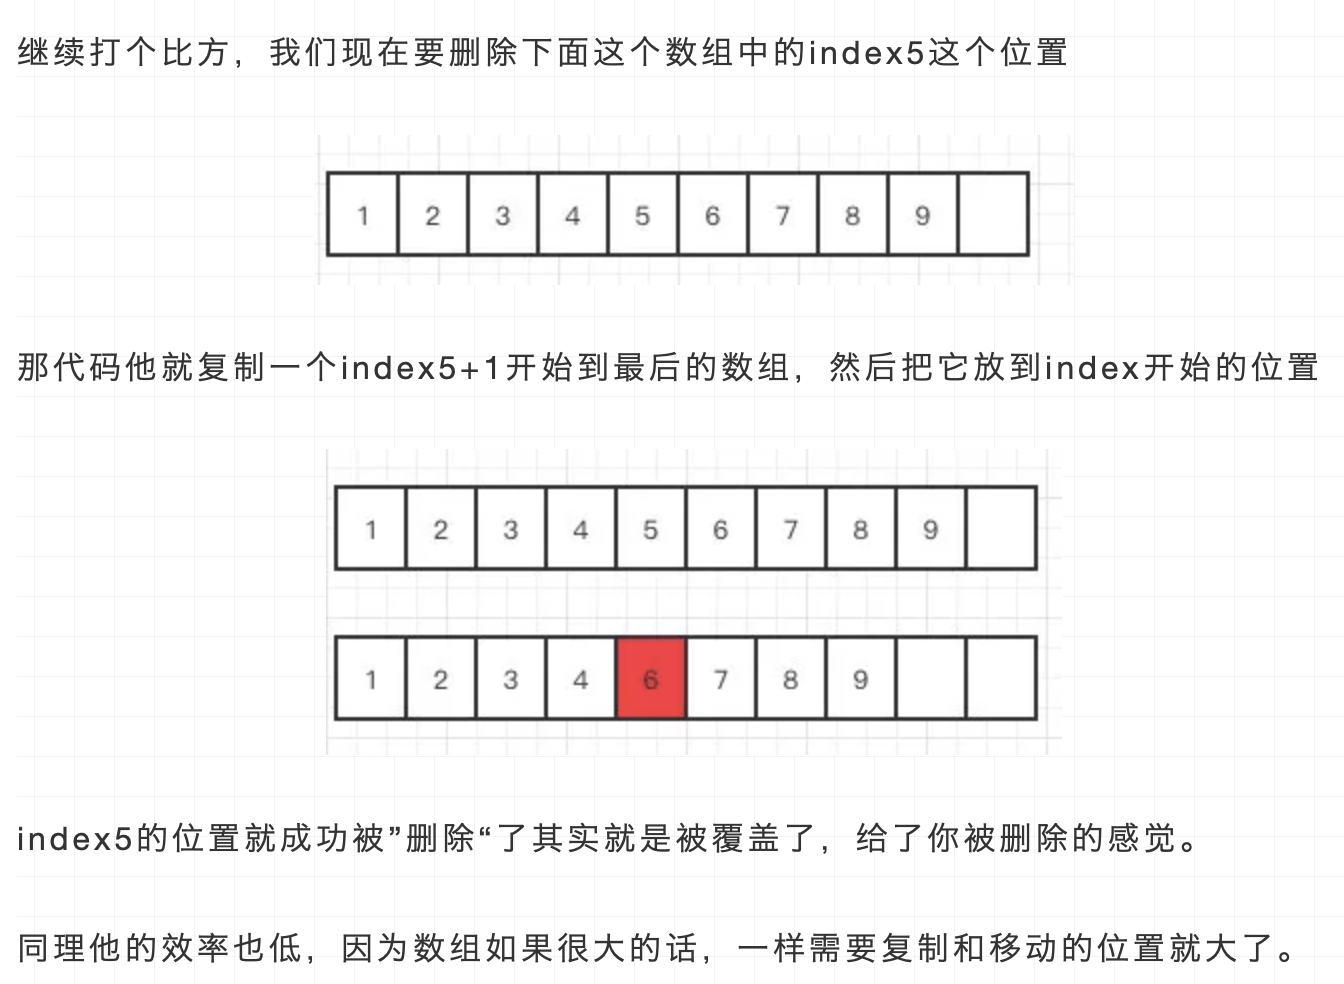 继续打个比方，我们现在要删除下面这个数组中的index5这个位置
1 2 3 4 5 6 7 8 9
那代码他就复制一个index5+1开始到最后的数组，然后把它放到index开始的位置
1 2 3 4 5 6 7 8 9
1 2 3 4 6 7 8 9
index5的位置就成功被”删除“了其实就是被覆盖了，给了你被删除的感觉。
同理他的效率也低，因为数组如果很大的话，一样需要复制和移动的位置就大了。